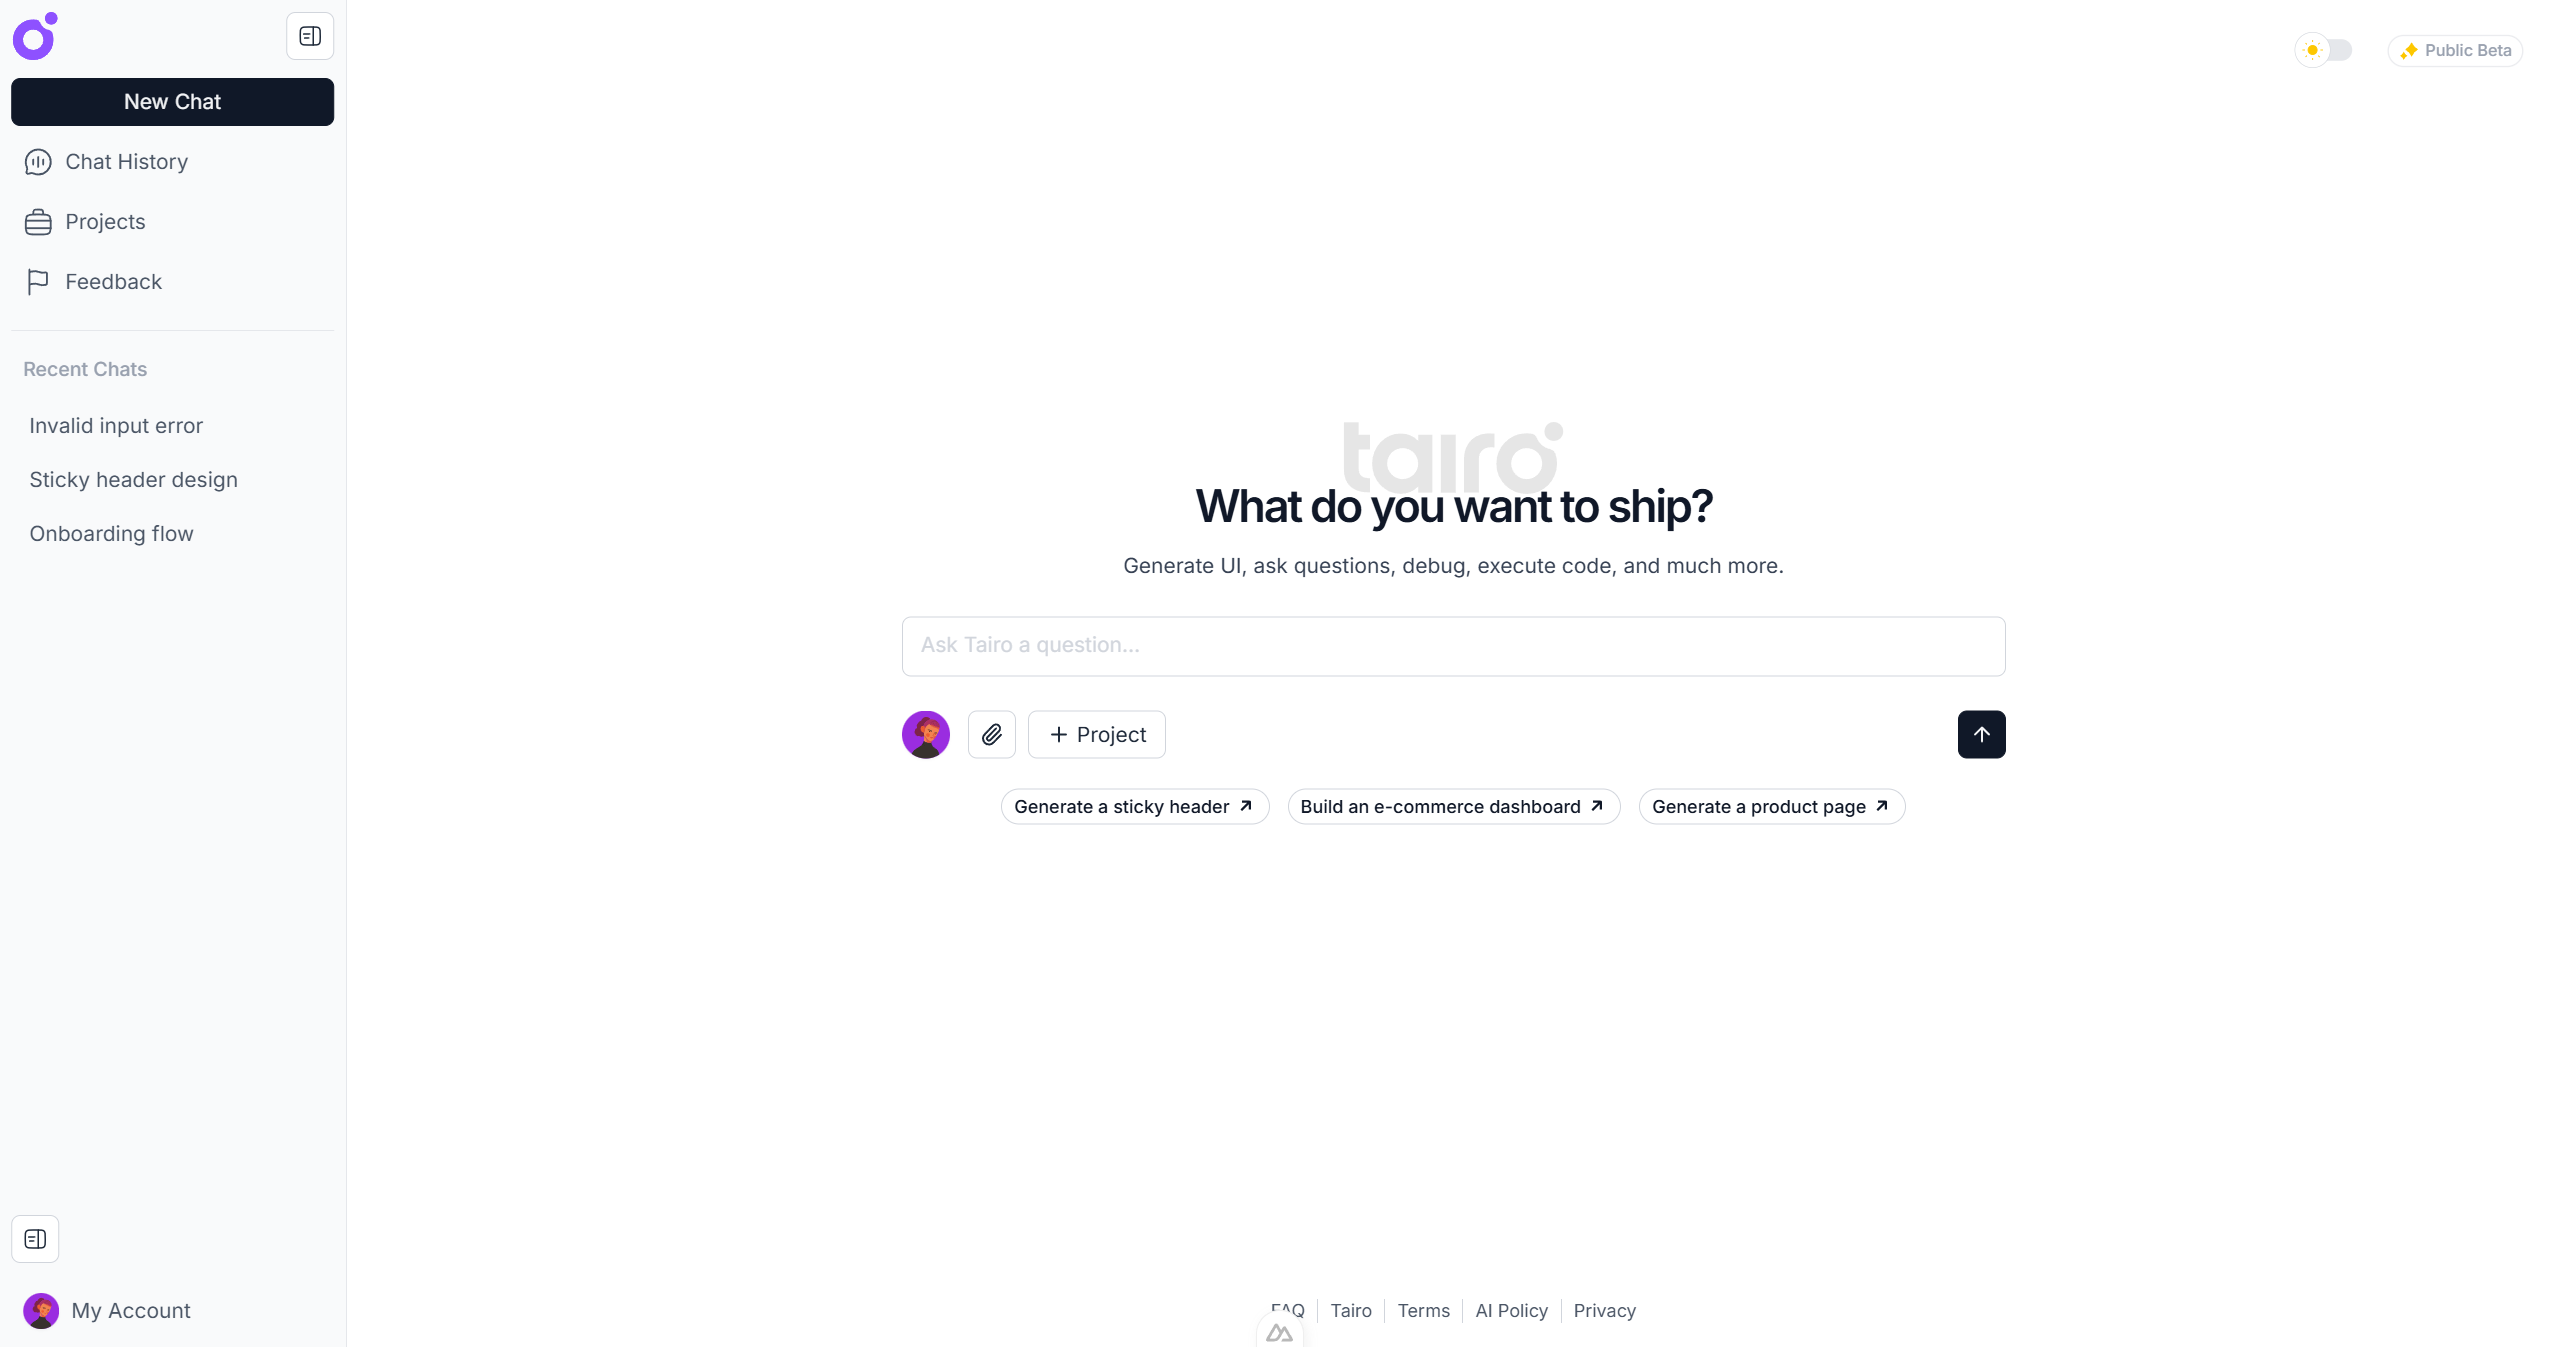 New Chat
Chat History
Projects
Feedback
Recent Chats
Invalid input error
Sticky header design
Onboarding flow
My Account
Public Beta
tairo
What do you want to ship?
Generate UI, ask questions, debug, execute code, and much more.
Ask Tairo a question...
Project
Generate a sticky header
Build an e-commerce dashboard
Generate a product page
FAQ
Tairo
Terms
AI Policy
Privacy